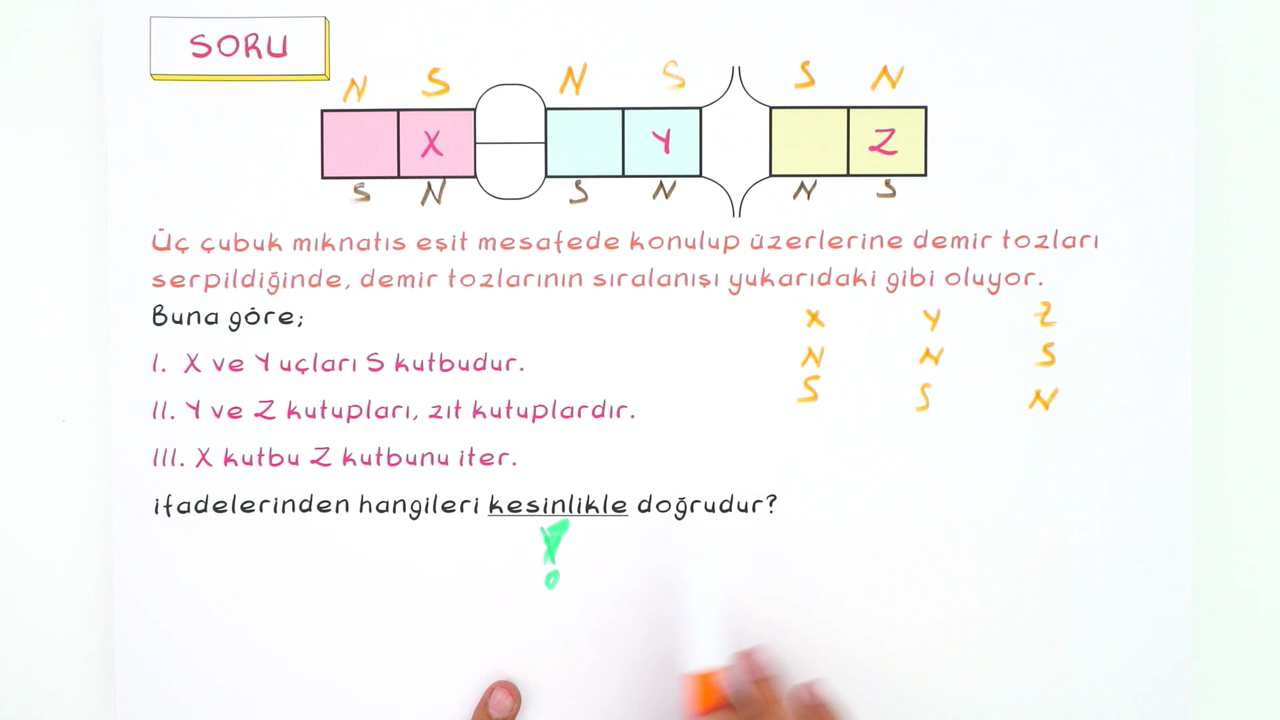 SORU
N S N S S N
X Y Z
S N S N N S
Üç çubuk mıknatıs eşit mesafede konulup üzerlerine demir tozları
serpildiğinde, demir tozlarının sıralanışı yukarıdaki gibi oluyor.
Buna göre;
I. X ve Y uçları S kutbudur.
II. Y ve Z kutupları, zıt kutuplardır.
III. X kutbu Z kutbunu iter.
ifadelerinden hangileri kesinlikle doğrudur?
X Y Z
N N S
S S N
!